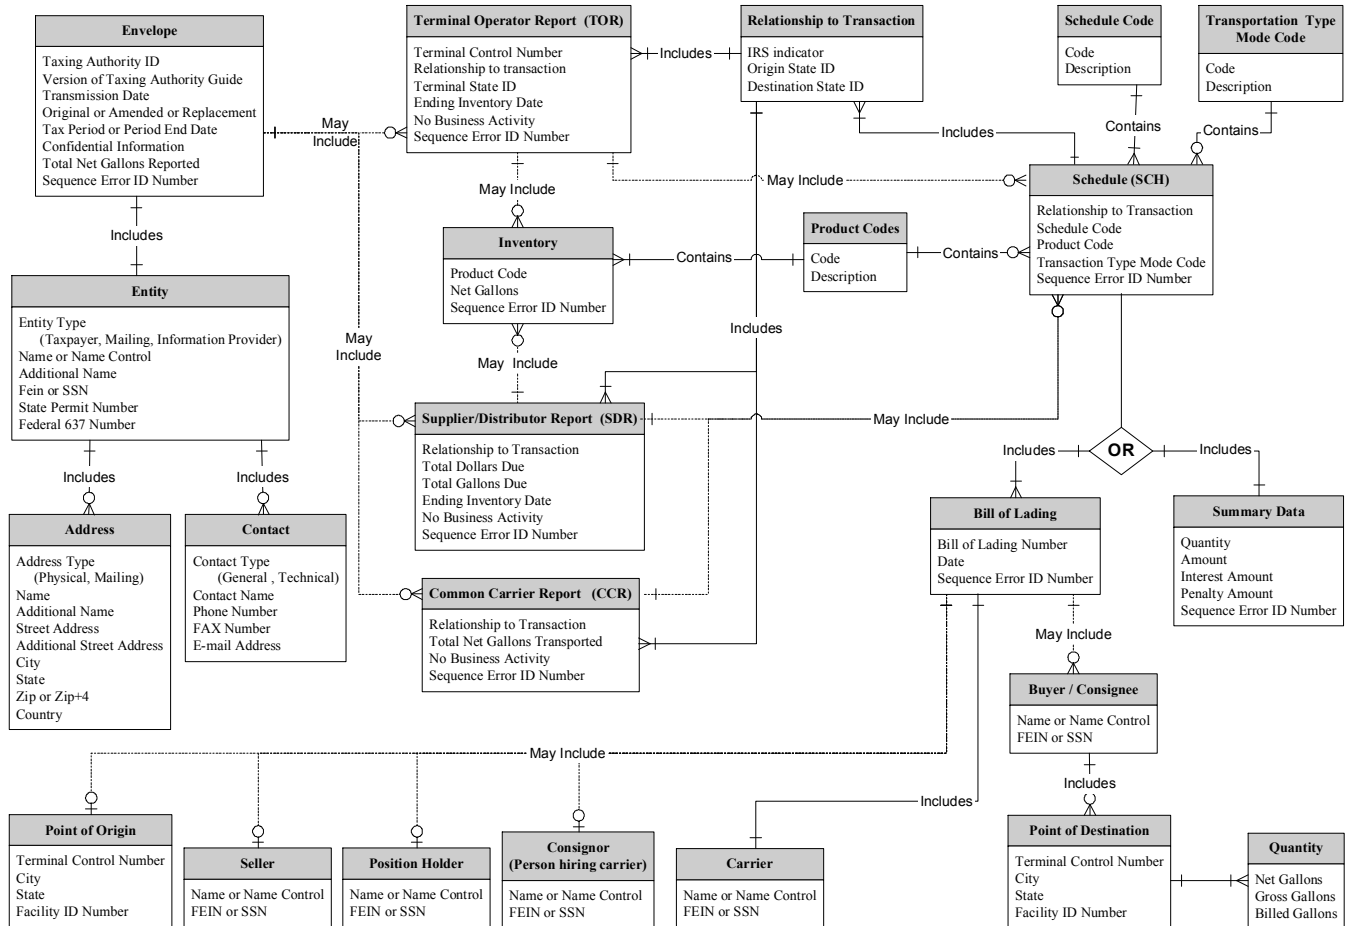 Envelope
Taxing Authority ID
Version of Taxing Authority Guide
Transmission Date
Original or Amended or Replacement
Tax Period or Period End Date
Confidential Information
Total Net Gallons Reported
Sequence Error ID Number
May
Include
Terminal Operator Report (TOR)
Terminal Control Number
Relationship to transaction
Terminal State ID
Ending Inventory Date
No Business Activity
Sequence Error ID Number
Includes
Relationship to Transaction
IRS indicator
Origin State ID
Destination State ID
Includes
Schedule Code
Code
Description
Contains
Transportation Type
Mode Code
Code
Description
Contains
May Include
May Include
Schedule (SCH)
Relationship to Transaction
Schedule Code
Product Code
Transaction Type Mode Code
Sequence Error ID Number
Includes
Inventory
Product Code
Net Gallons
Sequence Error ID Number
Contains
Product Codes
Code
Description
Contains
Entity
Entity Type
(Taxpayer, Mailing, Information Provider)
Name or Name Control
Additional Name
Fein or SSN
State Permit Number
Federal 637 Number
May
Include
May Include
Includes
Supplier/Distributor Report (SDR)
Relationship to Transaction
Total Dollars Due
Total Gallons Due
Ending Inventory Date
No Business Activity
Sequence Error ID Number
May Include
Includes
OR
Includes
Includes
Includes
Address
Address Type
(Physical, Mailing)
Name
Additional Name
Street Address
Additional Street Address
City
State
Zip or Zip+4
Country
Contact
Contact Type
(General , Technical)
Contact Name
Phone Number
FAX Number
E-mail Address
Common Carrier Report (CCR)
Relationship to Transaction
Total Net Gallons Transported
No Business Activity
Sequence Error ID Number
Bill of Lading
Bill of Lading Number
Date
Sequence Error ID Number
Summary Data
Quantity
Amount
Interest Amount
Penalty Amount
Sequence Error ID Number
May Include
Buyer / Consignee
Name or Name Control
FEIN or SSN
May Include
Includes
Includes
Point of Origin
Terminal Control Number
City
State
Facility ID Number
Seller
Name or Name Control
FEIN or SSN
Position Holder
Name or Name Control
FEIN or SSN
Consignor
(Person hiring carrier)
Name or Name Control
FEIN or SSN
Carrier
Name or Name Control
FEIN or SSN
Point of Destination
Terminal Control Number
City
State
Facility ID Number
Quantity
Net Gallons
Gross Gallons
Billed Gallons